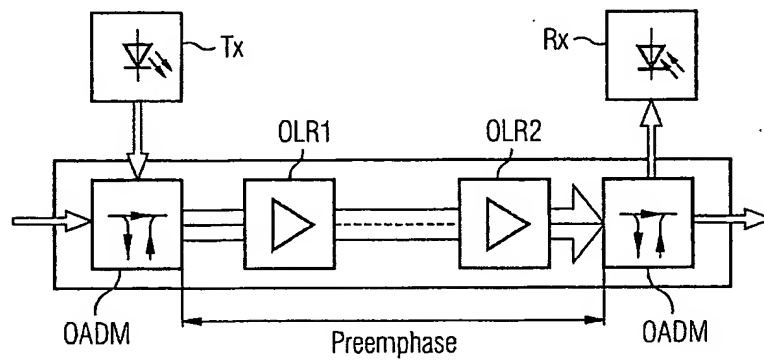 Tx
Rx
OLR1
OLR2
OADM
OADM
Preemphase